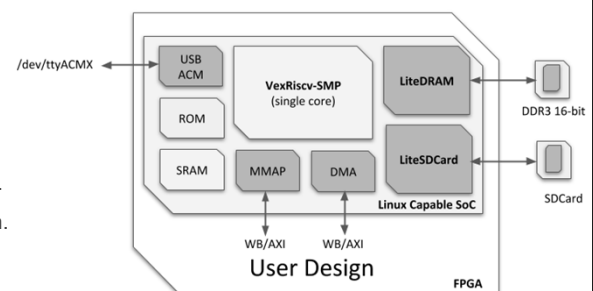 /dev/ttyACMX
USB
ACM
VexRiscv-SMP
(single core)
LiteDRAM
DDR3 16-bit
ROM
SRAM
MMAP
DMA
LiteSDCard
SDCard
Linux Capable SoC
WB/AXI
WB/AXI
User Design
FPGA